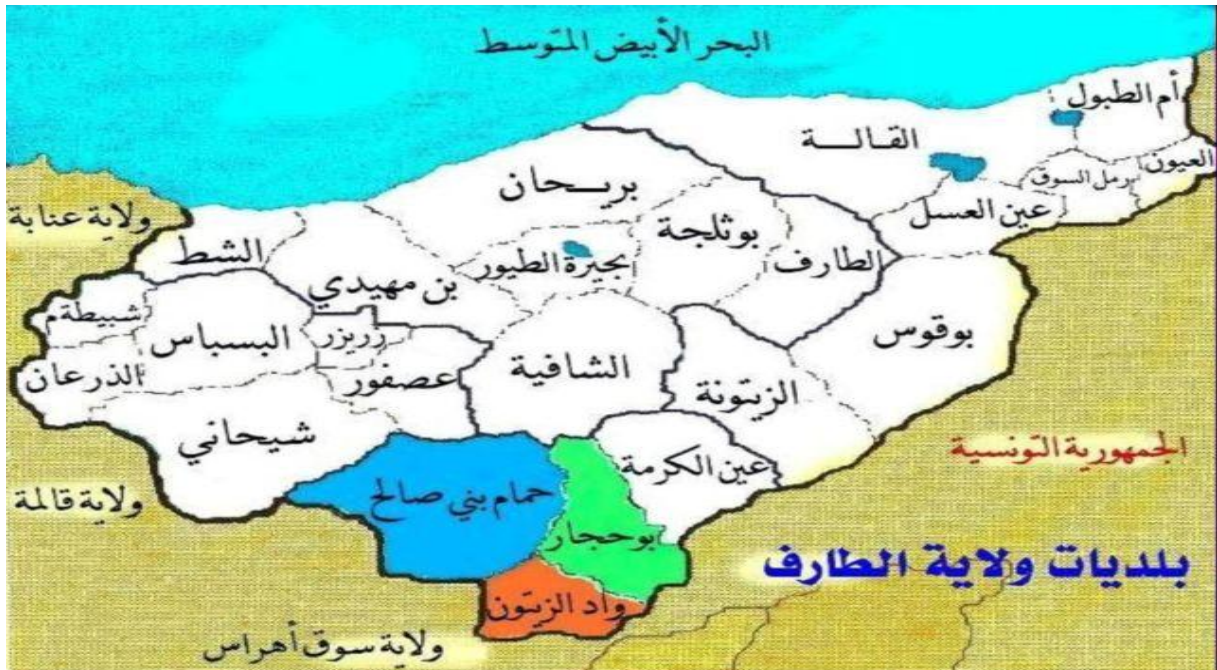 البحر الأبيض المتوسط
أم الطبول
القالة
العيون
رمل السوق
بريحان
عين العسل
ولاية عنابة
بوثلجة
الشط
الطارف
بحيرة الطيور
بن مهيدي
شبيطة م
بوقوس
زريزر
البسباس
الشافية
الذرعان
عصفور
الزيتونة
شيحاني
الجمهورية التونسية
عين الكرمة
حمام بني صالح
ولاية قالمة
بوحجار
بلديات ولاية الطارف
واد الزيتون
ولاية سوق أهراس